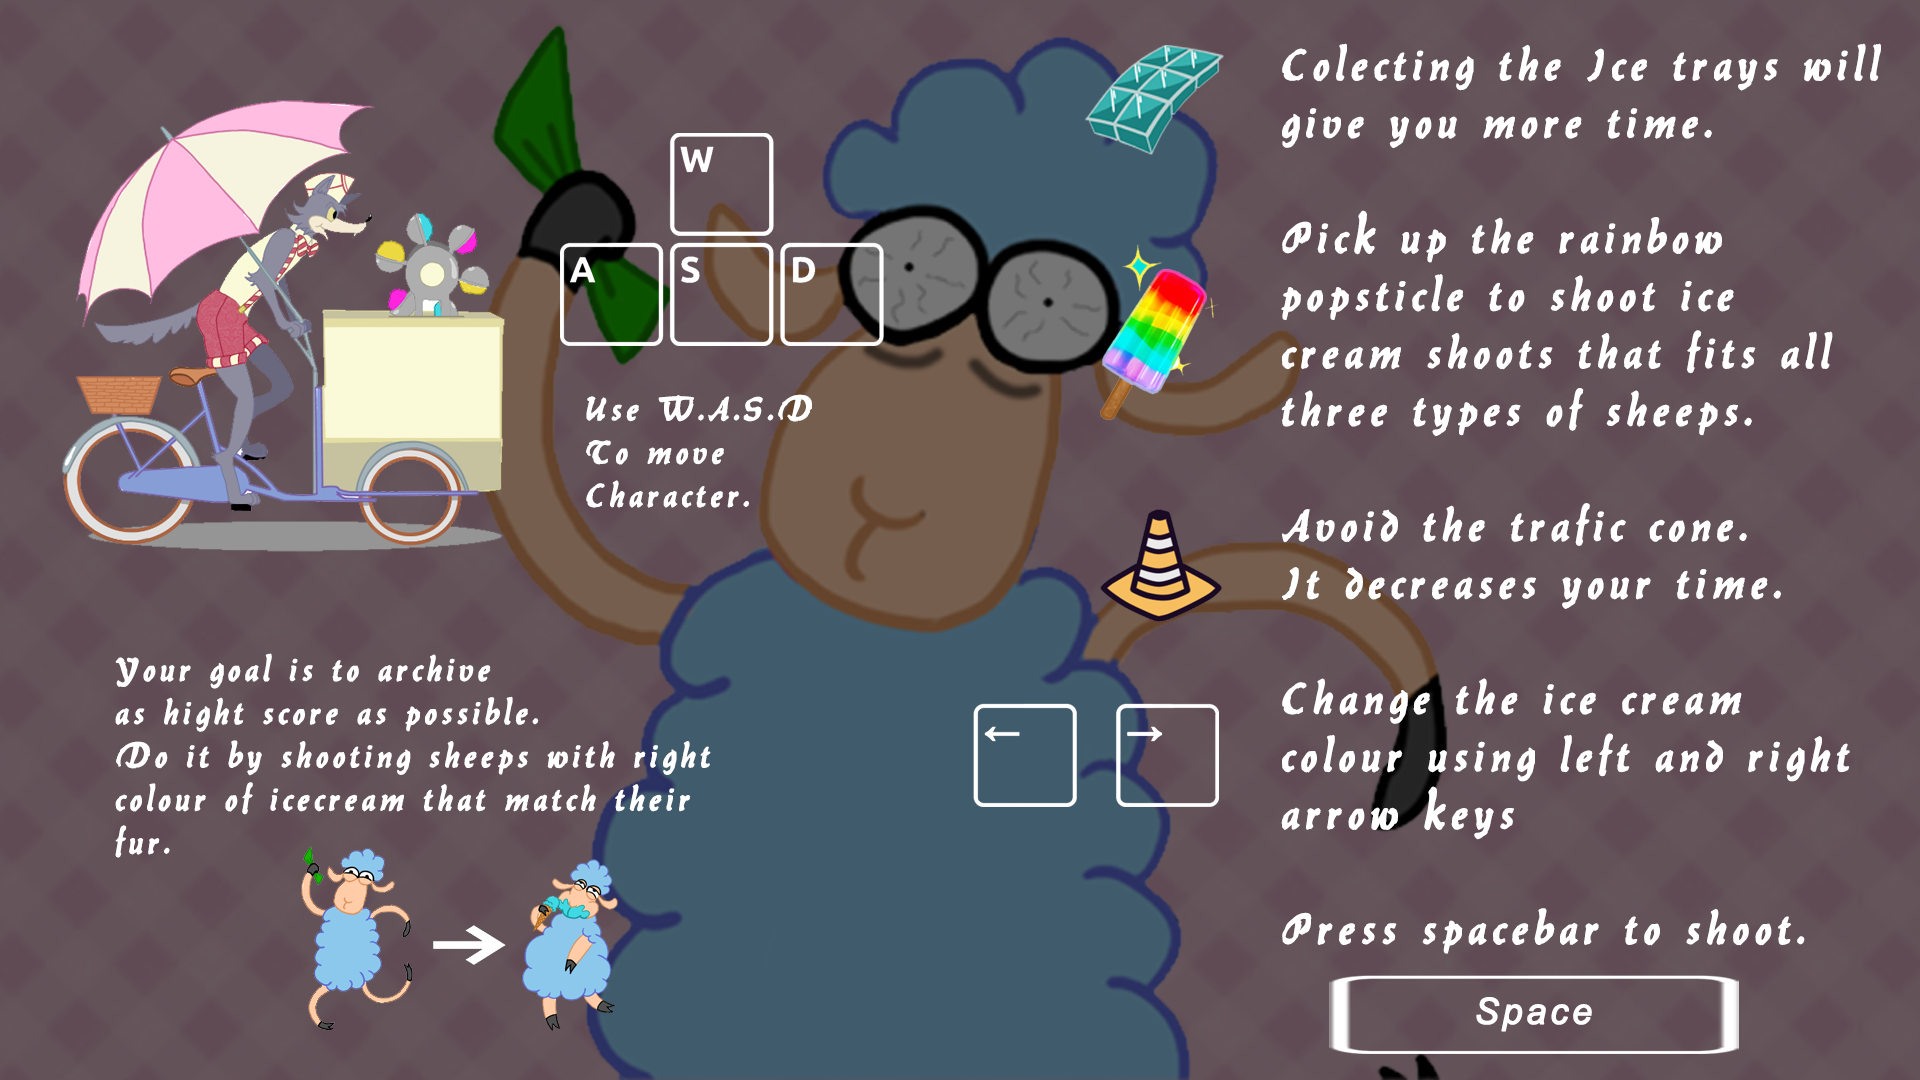 W
A S D
Use W.A.S.D
To move
Character.
Your goal is to archive
as hight score as possible.
Do it by shooting sheeps with right
colour of icecream that match their
fur.
Colecting the Ice trays will
give you more time.
Pick up the rainbow
popsticle to shoot ice
cream shoots that fits all
three types of sheeps.
Avoid the trafic cone.
It decreases your time.
←  →
Change the ice cream
colour using left and right
arrow keys
Press spacebar to shoot.
Space